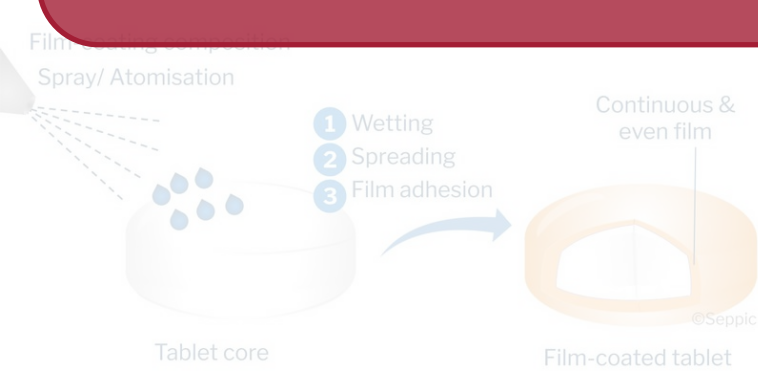 Film-coating composition
Spray/ Atomisation
1 Wetting
2 Spreading
3 Film adhesion
Continuous &
even film
©Seppic
Tablet core
Film-coated tablet